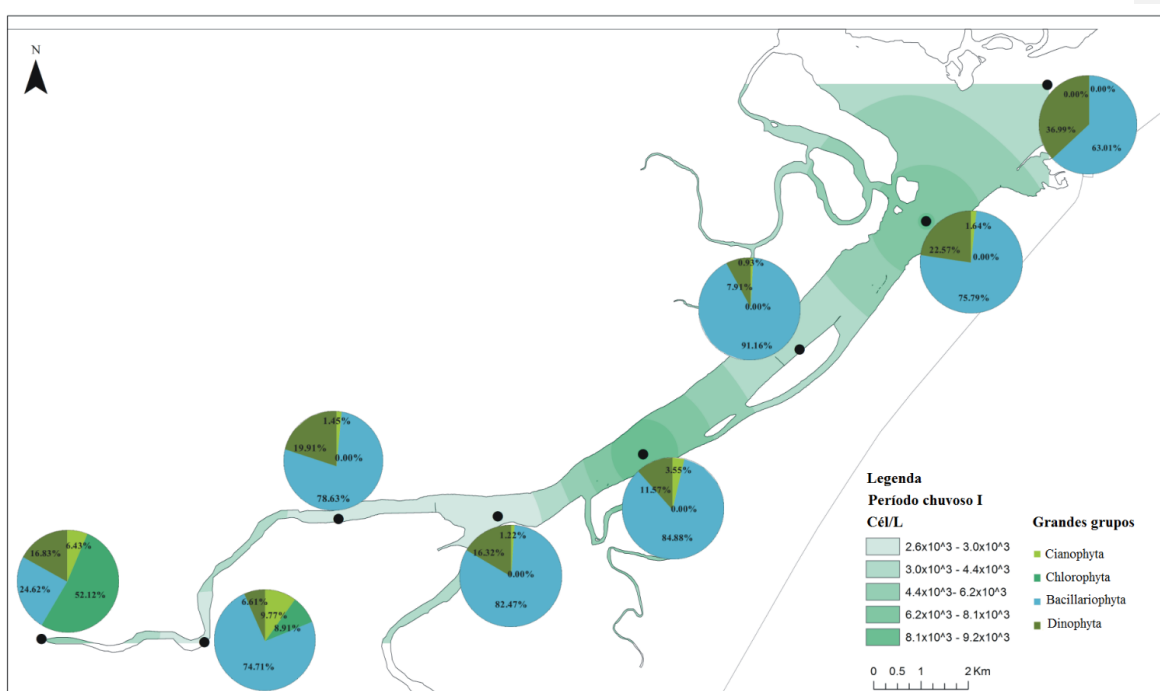 N
0.00%
0.00%
36.99%
63.01%
1.64%
22.57%
0.00%
75.79%
0.93%
7.91%
0.00%
91.16%
1.45%
19.91%
0.00%
78.63%
3.55%
11.57%
0.00%
84.88%
1.22%
16.32%
0.00%
82.47%
6.43%
16.83%
24.62%
52.12%
6.61%
9.77%
8.91%
74.71%
Legenda
Período chuvoso I
Cél/L
2.6x10^3 - 3.0x10^3
3.0x10^3 - 4.4x10^3
4.4x10^3- 6.2x10^3
6.2x10^3 - 8.1x10^3
8.1x10^3 - 9.2x10^3
Grandes grupos
Cianophyta
Chlorophyta
Bacillariophyta
Dinophyta
0 0.5 1 2 Km